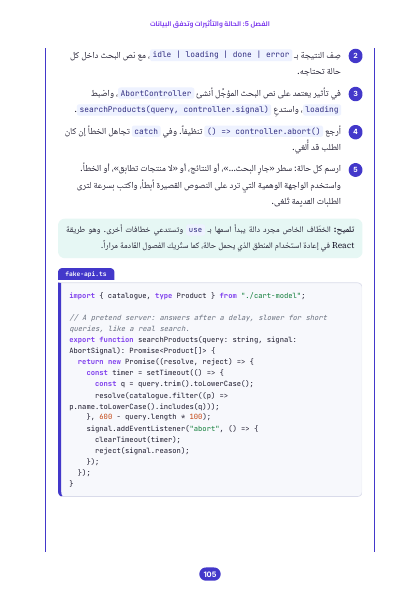 الفصل 5: الحالة والتأثيرات وتدفق البيانات
2 صِف النتيجة بـ idle | loading | done | error، مع نص البحث داخل كل
حالة تحتاجه.
3 في تأثير يعتمد على نص البحث المؤجَّل أنشئ AbortController، واضبط
loading، واستدعِ searchProducts(query, controller.signal).
4 أرجع () => controller.abort() تنظيفاً. وفي catch تجاهل الخطأ إن كان
الطلب قد أُلغي.
5 ارسم كل حالة: سطر «جارٍ البحث...»، أو النتائج، أو «لا منتجات تطابق»، أو الخطأ.
واستخدم الواجهة الوهمية التي ترد على النصوص القصيرة أبطأ، واكتب بسرعة لترى
الطلبات القديمة تُلغى.
تلميح: الخطّاف الخاص مجرد دالة يبدأ اسمها بـ use وتستدعي خطافات أخرى. وهو طريقة
React في إعادة استخدام المنطق الذي يحمل حالة، كما ستُريك الفصول القادمة مراراً.
fake-api.ts
import { catalogue, type Product } from "./cart-model";
// A pretend server: answers after a delay, slower for short
queries, like a real search.
export function searchProducts(query: string, signal:
AbortSignal): Promise<Product[]> {
return new Promise((resolve, reject) => {
const timer = setTimeout(() => {
const q = query.trim().toLowerCase();
resolve(catalogue.filter((p) =>
p.name.toLowerCase().includes(q)));
}, 600 - query.length * 100);
signal.addEventListener("abort", () => {
clearTimeout(timer);
reject(signal.reason);
});
});
}
105